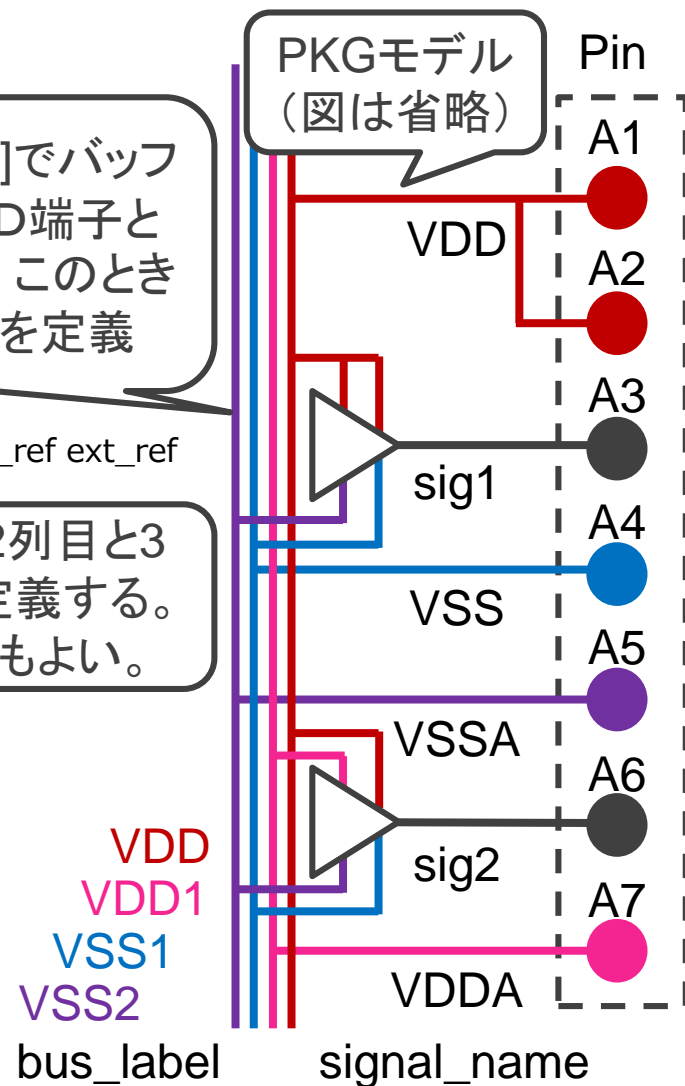 PKGモデル
（図は省略）
Pin
]でバッフ
D端子と
このとき
を定義
_ref ext_ref
2列目と3
定義する。
もよい。
A1
VDD
A2
A3
sig1
A4
VSS
A5
VSSA
A6
sig2
A7
VDDA
VDD
VDD1
VSS1
VSS2
bus_label
signal_name